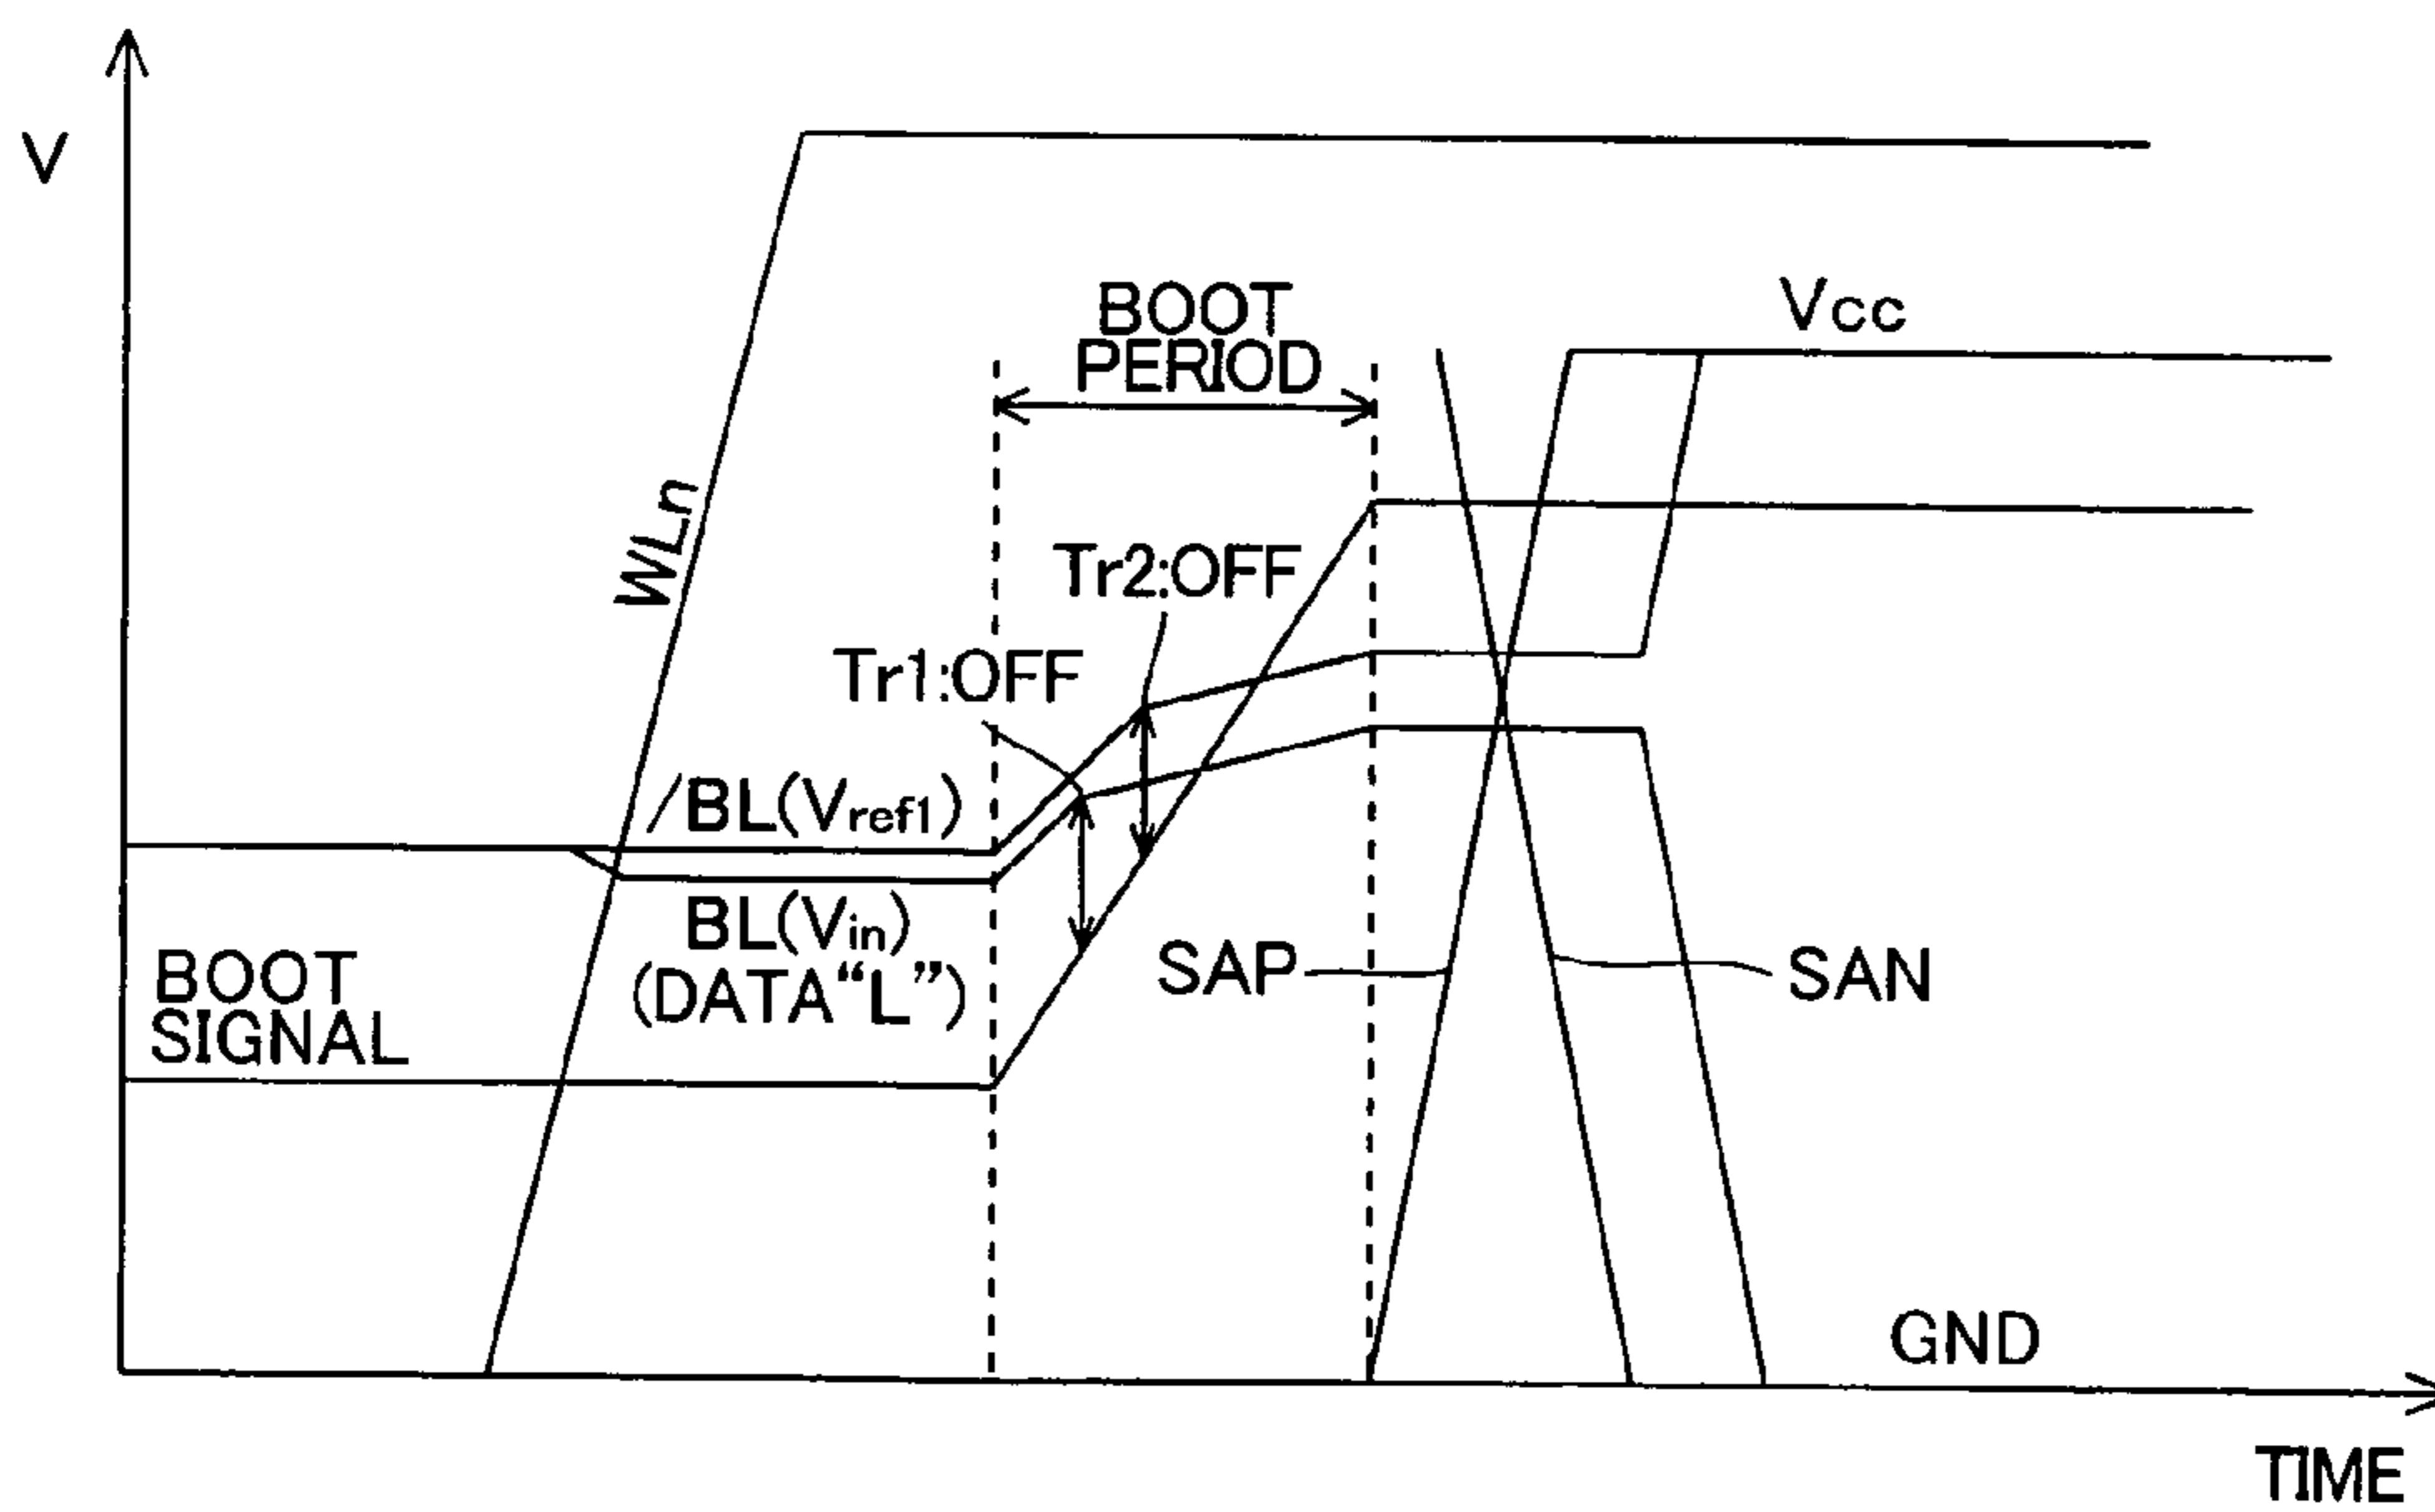 V
BOOT
PERIOD
Vcc
WLn
Tr2:OFF
Tr1:OFF
/BL(Vref1)
BL(Vin)
(DATA“L”)
BOOT
SIGNAL
SAP
SAN
GND
TIME